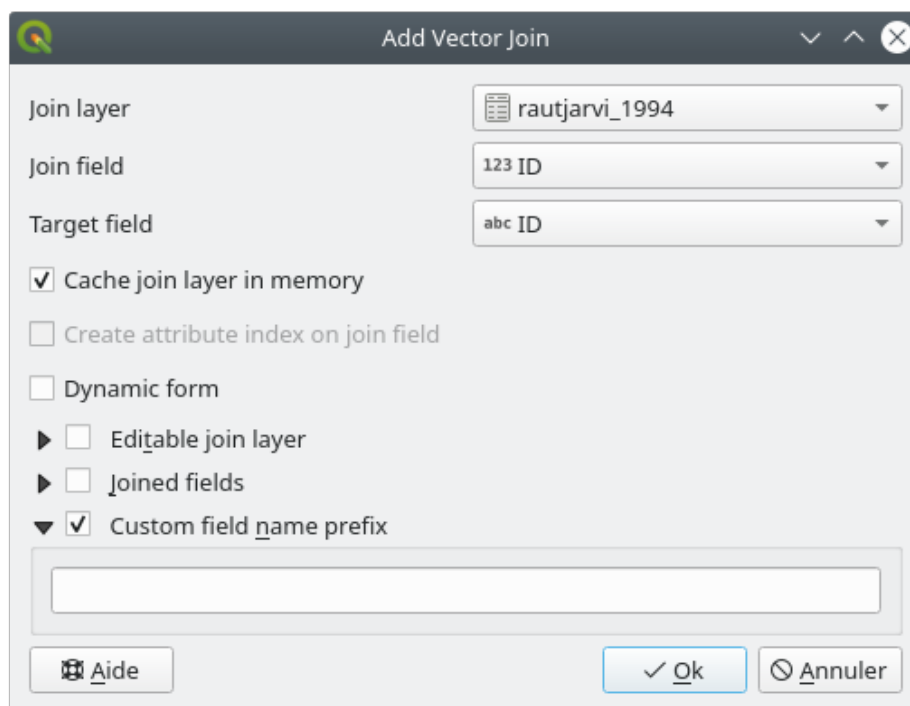 Add Vector Join
Join layer
rautjarvi_1994
Join field
123 ID
Target field
abc ID
Cache join layer in memory
Create attribute index on join field
Dynamic form
Editable join layer
Joined fields
Custom field name prefix
Aide
Ok
Annuler